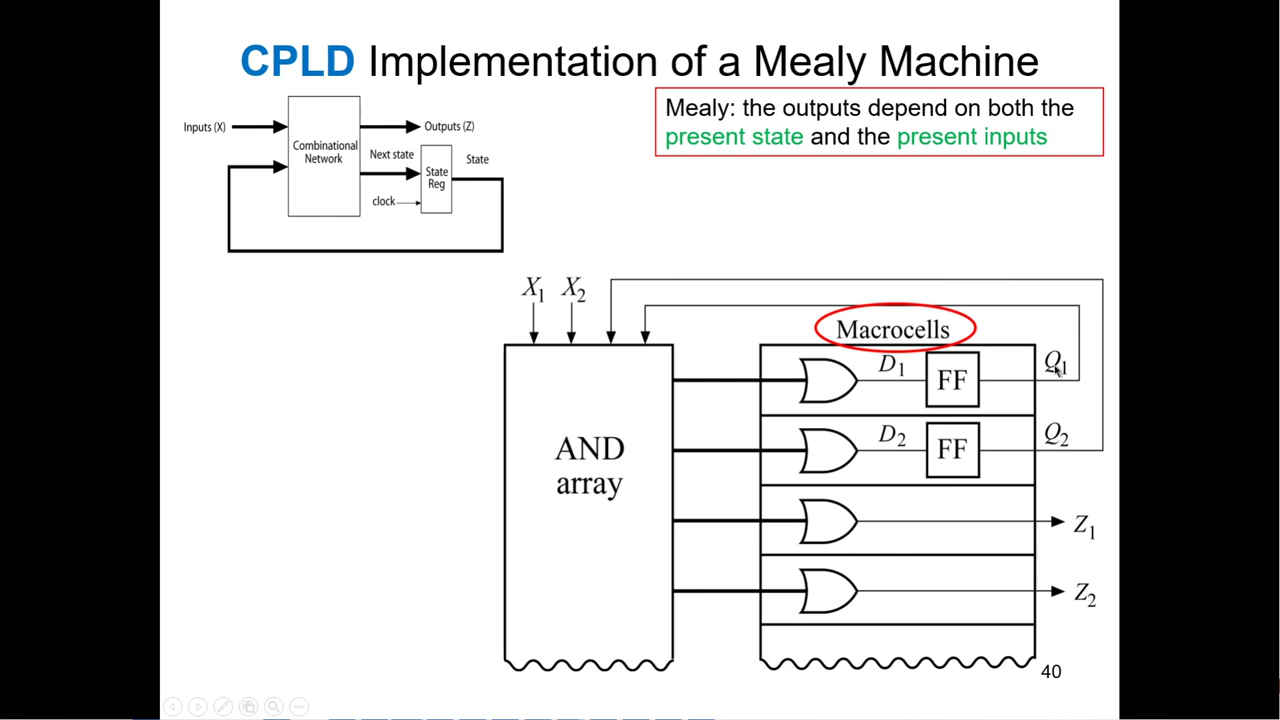 CPLD Implementation of a Mealy Machine
Mealy: the outputs depend on both the
present state and the present inputs
Inputs (X)
Combinational
Network
Outputs (Z)
Next state
State
Reg
State
clock
X1 X2
Macrocells
AND
array
D1
FF
Q1
D2
FF
Q2
Z1
Z2
40